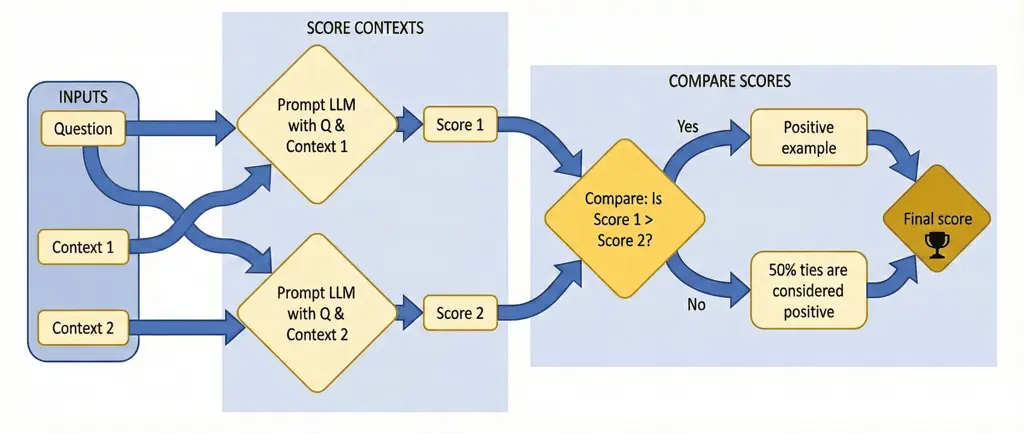 SCORE CONTEXTS
INPUTS
Question
Context 1
Context 2
Prompt LLM
with Q &
Context 1
Score 1
Prompt LLM
with Q &
Context 2
Score 2
COMPARE SCORES
Compare: Is
Score 1 >
Score 2?
Yes
Positive
example
No
50% ties are
considered
positive
Final score